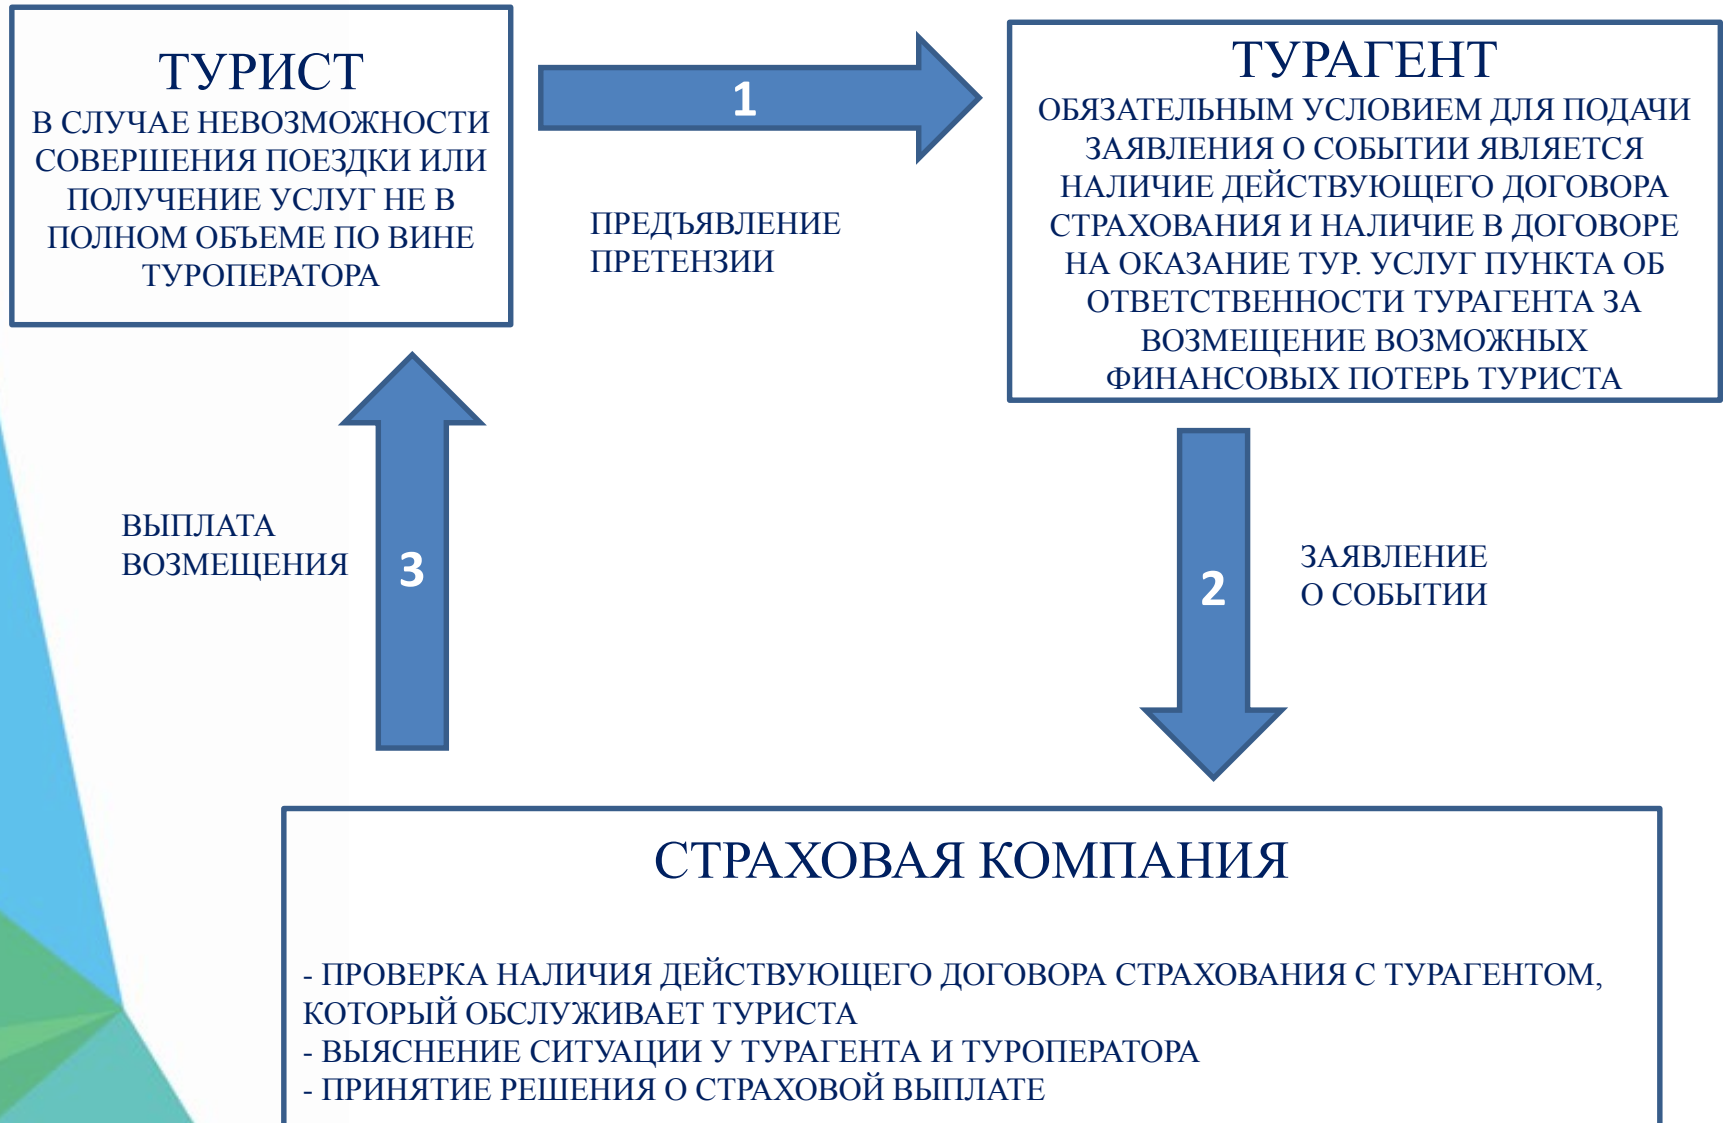 ТУРИСТ
В СЛУЧАЕ НЕВОЗМОЖНОСТИ
СОВЕРШЕНИЯ ПОЕЗДКИ ИЛИ
ПОЛУЧЕНИЕ УСЛУГ НЕ В
ПОЛНОМ ОБЪЕМЕ ПО ВИНЕ
ТУРОПЕРАТОРА
1
ПРЕДЪЯВЛЕНИЕ
ПРЕТЕНЗИИ
ТУРАГЕНТ
ОБЯЗАТЕЛЬНЫМ УСЛОВИЕМ ДЛЯ ПОДАЧИ
ЗАЯВЛЕНИЯ О СОБЫТИИ ЯВЛЯЕТСЯ
НАЛИЧИЕ ДЕЙСТВУЮЩЕГО ДОГОВОРА
СТРАХОВАНИЯ И НАЛИЧИЕ В ДОГОВОРЕ
НА ОКАЗАНИЕ ТУР. УСЛУГ ПУНКТА ОБ
ОТВЕТСТВЕННОСТИ ТУРАГЕНТА ЗА
ВОЗМЕЩЕНИЕ ВОЗМОЖНЫХ
ФИНАНСОВЫХ ПОТЕРЬ ТУРИСТА
ВЫПЛАТА
ВОЗМЕЩЕНИЯ
3
2
ЗАЯВЛЕНИЕ
О СОБЫТИИ
СТРАХОВАЯ КОМПАНИЯ
- ПРОВЕРКА НАЛИЧИЯ ДЕЙСТВУЮЩЕГО ДОГОВОРА СТРАХОВАНИЯ С ТУРАГЕНТОМ,
КОТОРЫЙ ОБСЛУЖИВАЕТ ТУРИСТА
- ВЫЯСНЕНИЕ СИТУАЦИИ У ТУРАГЕНТА И ТУРОПЕРАТОРА
- ПРИНЯТИЕ РЕШЕНИЯ О СТРАХОВОЙ ВЫПЛАТЕ